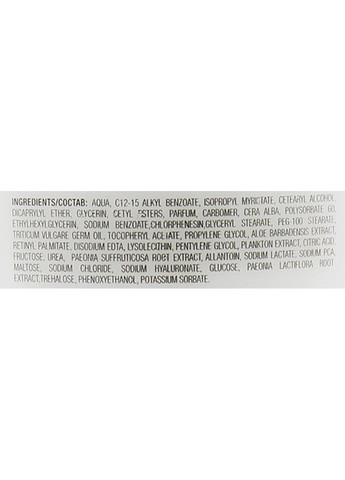 INGREDIENTS/СОСТАВ: AQUA, C12-15 ALKYL BENZOATE, ISOPROPYL MYRICTATE, CETEARYL ALCOHOL
DICAPRYLYL ETHER, GLYCERIN, CETYL ESTERS, PARFUM, CARBOMER, CERA ALBA, POLYSORBATE 60,
ETHYLHEXYLGLYCERIN, SODIUM BENZOATE,CHLORPHENESIN,GLYCERYL STEARATE, PEG-100 STEARATE,
TRITICUM VULGARE GERM OIL, TOCOPHERYL ACETATE, PROPYLENE GLYCOL, ALOE BARBADENSIS EXTRACT,
RETINYL PALMITATE, DISODIUM EDTA, LYSOLECITHIN, PENTYLENE GLYCOL, PLANKTON EXTRACT, CITRIC ACID,
FRUCTOSE, UREA, PAEONIA SUFFRUTICOSA ROOT EXTRACT, ALLANTOIN, SODIUM LACTATE, SODIUM PCA,
MALTOSE, SODIUM CHLORIDE, SODIUM HYALURONATE, GLUCOSE, PAEONIA LACTIFLORA ROOT
EXTRACT,TREHALOSE, PHENOXYETHANOL, POTASSIUM SORBATE.